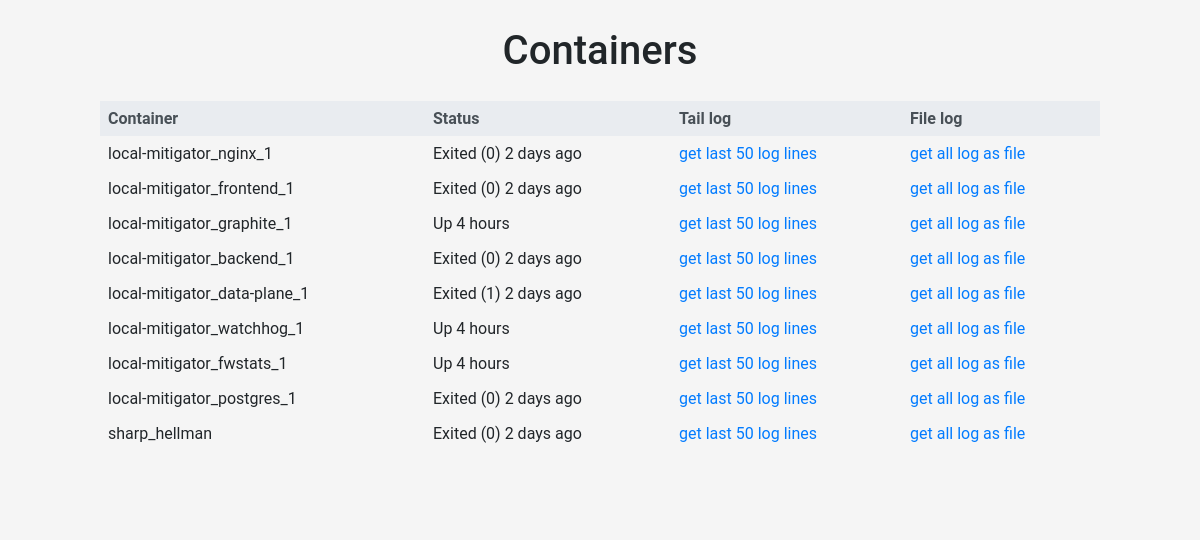 Containers
Container Status Tail log File log
local-mitigator_nginx_1 Exited (0) 2 days ago get last 50 log lines get all log as file
local-mitigator_frontend_1 Exited (0) 2 days ago get last 50 log lines get all log as file
local-mitigator_graphite_1 Up 4 hours get last 50 log lines get all log as file
local-mitigator_backend_1 Exited (0) 2 days ago get last 50 log lines get all log as file
local-mitigator_data-plane_1 Exited (1) 2 days ago get last 50 log lines get all log as file
local-mitigator_watchhog_1 Up 4 hours get last 50 log lines get all log as file
local-mitigator_fwstats_1 Up 4 hours get last 50 log lines get all log as file
local-mitigator_postgres_1 Exited (0) 2 days ago get last 50 log lines get all log as file
sharp_hellman Exited (0) 2 days ago get last 50 log lines get all log as file